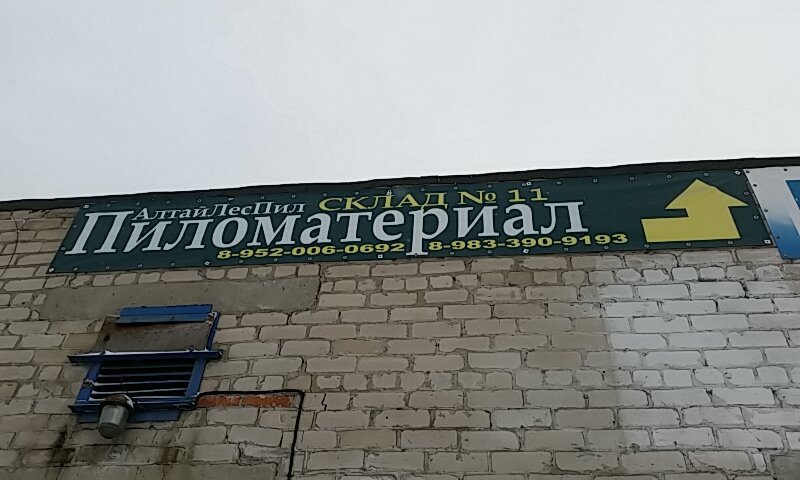 АлтайЛесПил СКЛАД № 11
Пиломатериал
8-952-006-0692 8-983-390-9193